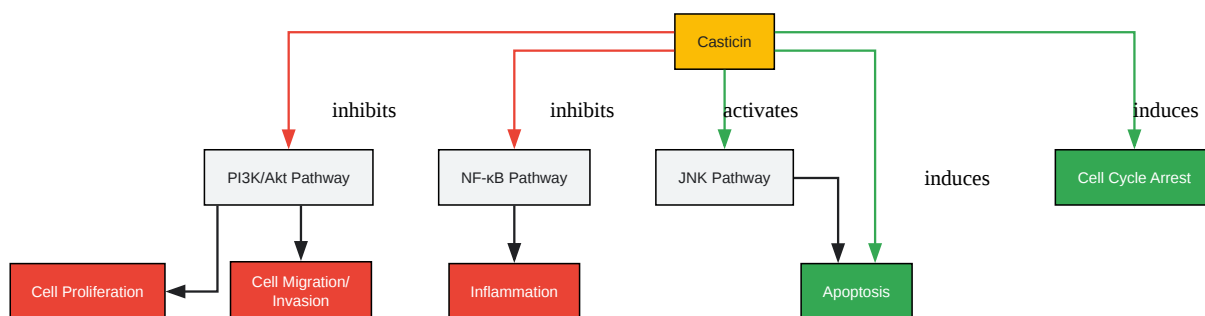 Casticin
inhibits
inhibits
activates
induces
PI3K/Akt Pathway
NF-κB Pathway
JNK Pathway
induces
Cell Cycle Arrest
Cell Proliferation
Cell Migration/
Invasion
Inflammation
Apoptosis